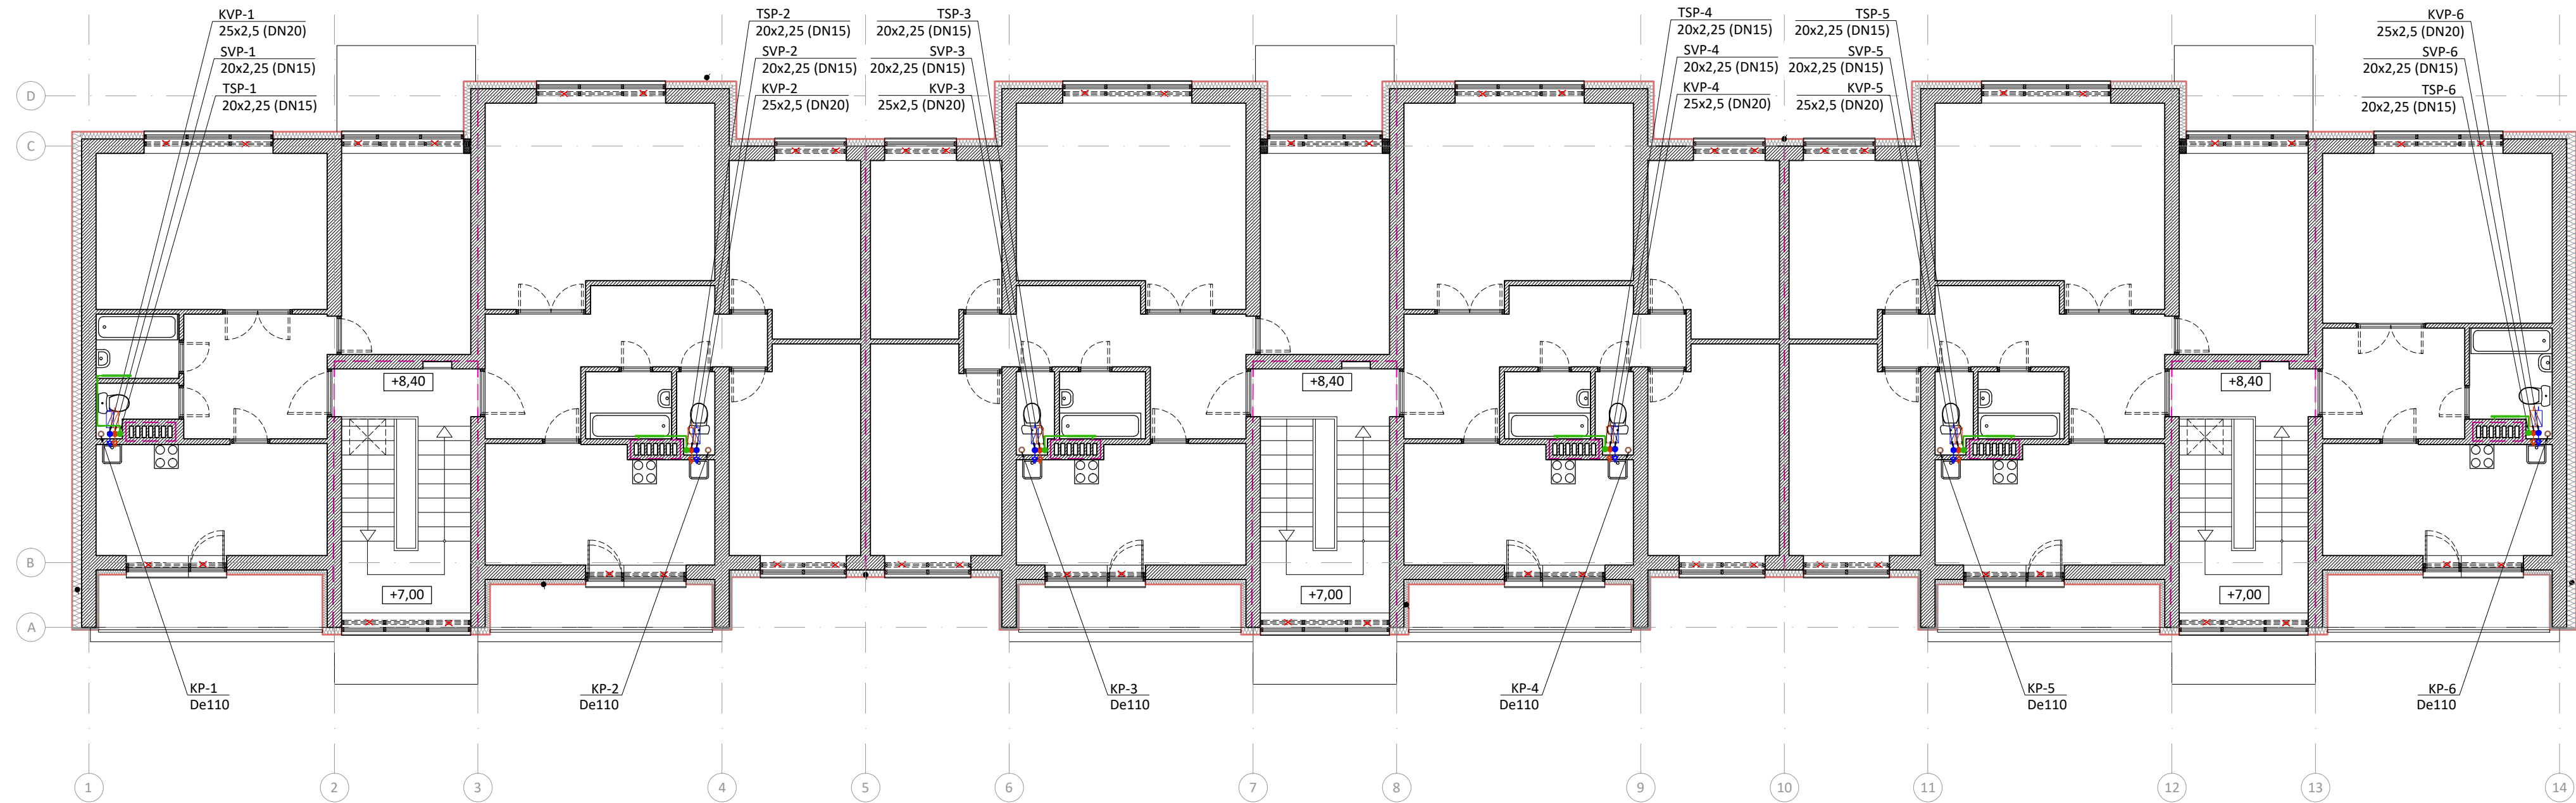 KVP-1
25x2,5 (DN20)
SVP-1
20x2,25 (DN15)
TSP-1
20x2,25 (DN15)
TSP-2
20x2,25 (DN15)
SVP-2
20x2,25 (DN15)
KVP-2
25x2,5 (DN20)
TSP-3
20x2,25 (DN15)
SVP-3
20x2,25 (DN15)
KVP-3
25x2,5 (DN20)
TSP-4
20x2,25 (DN15)
SVP-4
20x2,25 (DN15)
KVP-4
25x2,5 (DN20)
TSP-5
20x2,25 (DN15)
SVP-5
20x2,25 (DN15)
KVP-5
25x2,5 (DN20)
KVP-6
25x2,5 (DN20)
SVP-6
20x2,25 (DN15)
TSP-6
20x2,25 (DN15)
D
C
+8,40
+8,40
+8,40
B
+7,00
+7,00
+7,00
A
KP-1
De110
KP-2
De110
KP-3
De110
KP-4
De110
KP-5
De110
KP-6
De110
1
2
3
4
5
6
7
8
9
10
11
12
13
14